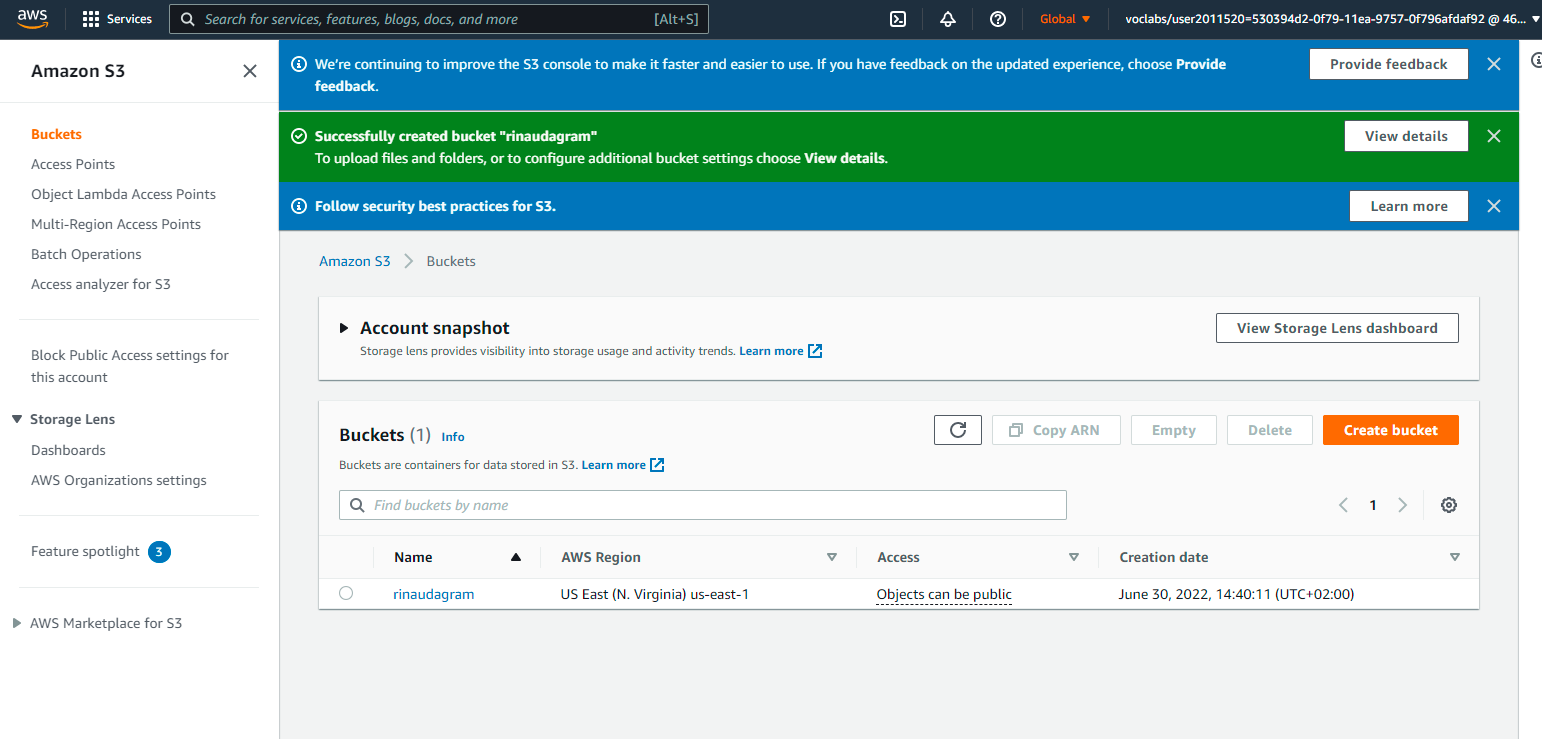 aws
Services
Search for services, features, blogs, docs, and more [Alt+S]
Global
voclabs/user2011520=530394d2-0f79-11ea-9757-0f796afdaf92 @ 46...
Amazon S3
Buckets
Access Points
Object Lambda Access Points
Multi-Region Access Points
Batch Operations
Access analyzer for S3
Block Public Access settings for
this account
Storage Lens
Dashboards
AWS Organizations settings
Feature spotlight 3
AWS Marketplace for S3
We're continuing to improve the S3 console to make it faster and easier to use. If you have feedback on the updated experience, choose Provide
feedback.
Provide feedback
Successfully created bucket "rinaudagram"
To upload files and folders, or to configure additional bucket settings choose View details.
View details
Follow security best practices for S3.
Learn more
Amazon S3 > Buckets
Account snapshot
Storage lens provides visibility into storage usage and activity trends. Learn more
View Storage Lens dashboard
Buckets (1) Info
Buckets are containers for data stored in S3. Learn more
Copy ARN
Empty
Delete
Create bucket
Find buckets by name
1
Name AWS Region Access Creation date
rinaudagram US East (N. Virginia) us-east-1 Objects can be public June 30, 2022, 14:40:11 (UTC+02:00)